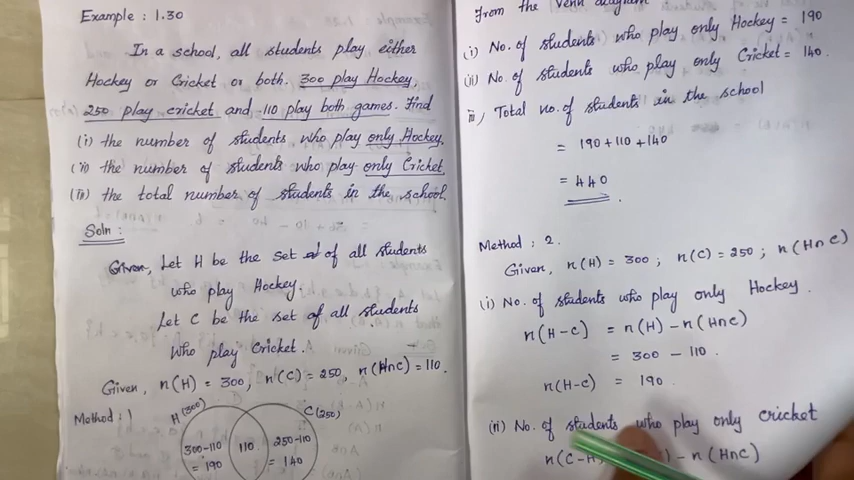 Example : 1.30
In a school, all students play either
Hockey or Cricket or both. 300 play Hockey,
250 play cricket and 110 play both games. Find
(i) the number of students who play only Hockey.
(ii) the number of students who play only Cricket
(iii) the total number of students in the school.
Soln :
Given, Let H be the set of all students
who play Hockey.
Let C be the set of all students
who play Cricket.
Given, n(H) = 300, n(C) = 250, n(H∩C) = 110.
Method : 1
H(300) C(250)
300-110 110 250-110
= 190 = 140
From the Venn diagram
(i) No. of students who play only Hockey = 190
(ii) No. of students who play only Cricket = 140.
iii) Total no. of students in the school
= 190 + 110 + 140
= 440.
Method : 2.
Given, n(H) = 300 ; n(C) = 250 ; n(H∩C)
(i) No. of students who play only Hockey.
n(H-C) = n(H) - n(H∩C)
= 300 - 110.
n(H-C) = 190.
(ii) No. of students who play only Cricket
n(C-H) - n(H∩C)